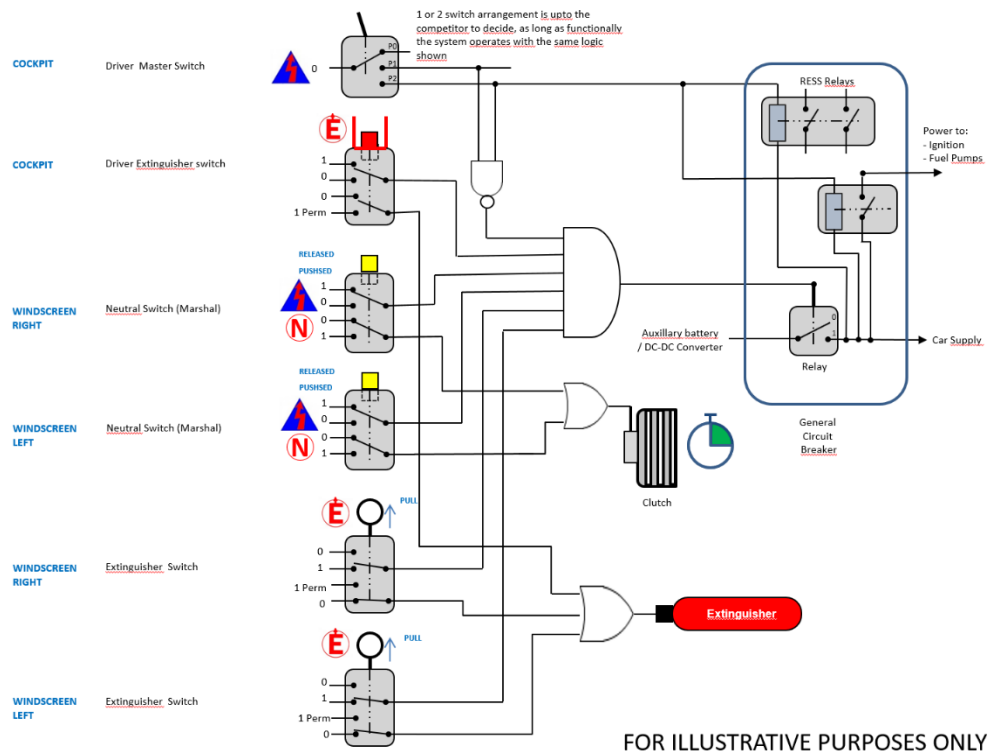 1 or 2 switch arrangement is upto the
competitor to decide, as long as functionally
the system operates with the same logic
shown
COCKPIT
Driver Master Switch
0
P0
P1
P2
RESS Relays
Power to:
- Ignition
- Fuel Pumps
E
COCKPIT
Driver Extinguisher switch
1
0
0
1 Perm
RELEASED
PUSHSED
WINDSCREEN
RIGHT
Neutral Switch (Marshal)
1
0
0
1
N
Auxillary battery
/ DC-DC Converter
0
1
Relay
Car Supply
General
Circuit
Breaker
RELEASED
PUSHSED
WINDSCREEN
LEFT
Neutral Switch (Marshal)
1
0
0
1
N
Clutch
E
PULL
WINDSCREEN
RIGHT
Extinguisher Switch
0
1
1 Perm
0
Extinguisher
E
PULL
WINDSCREEN
LEFT
Extinguisher Switch
0
1
1 Perm
0
FOR ILLUSTRATIVE PURPOSES ONLY